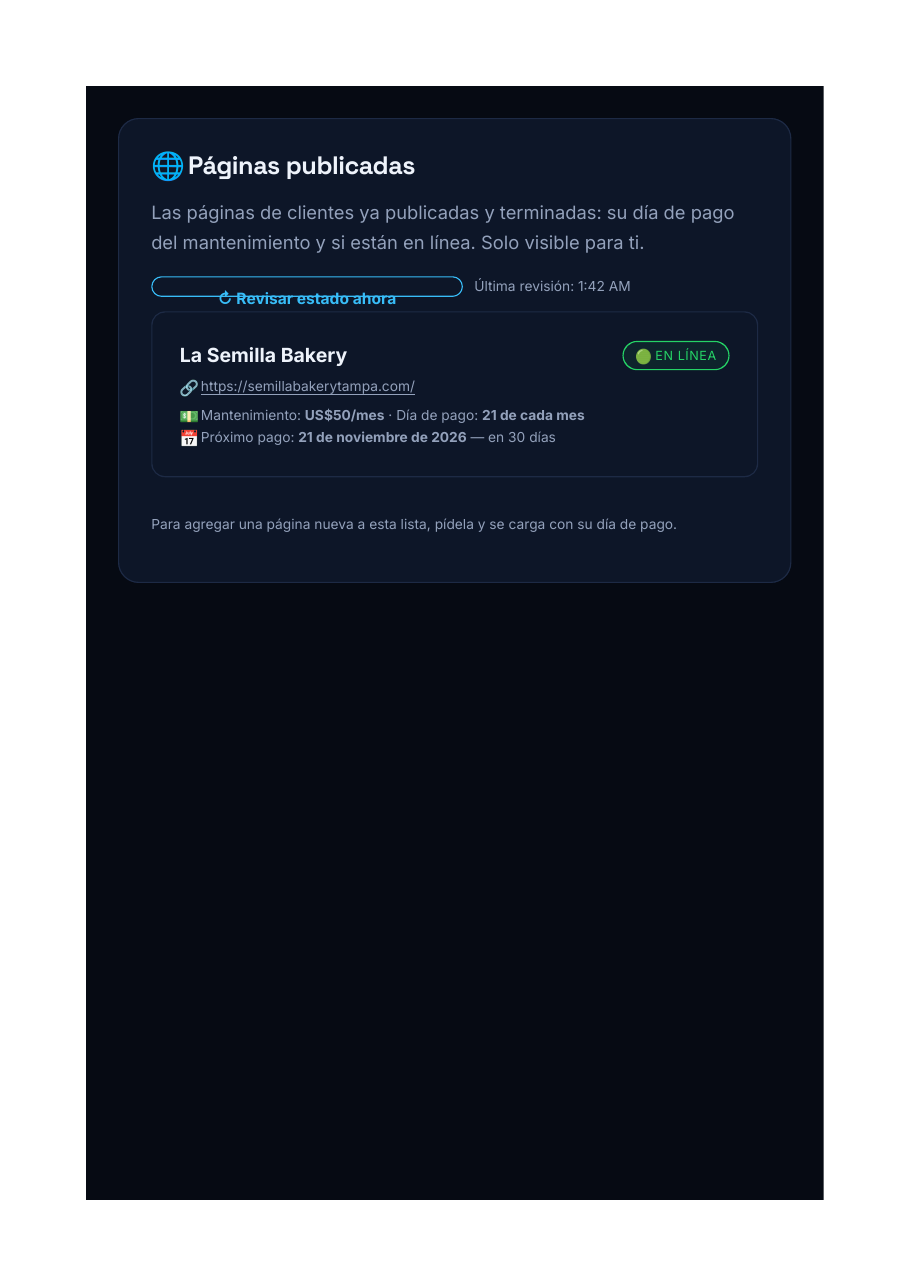 🌐 Páginas publicadas
Las páginas de clientes ya publicadas y terminadas: su día de pago
del mantenimiento y si están en línea. Solo visible para ti.
↻ Revisar estado ahora
Última revisión: 1:42 AM
La Semilla Bakery
🟢 EN LÍNEA
🔗 https://semillabakerytampa.com/
💵 Mantenimiento: US$50/mes · Día de pago: 21 de cada mes
📅 Próximo pago: 21 de noviembre de 2026 — en 30 días
Para agregar una página nueva a esta lista, pídela y se carga con su día de pago.